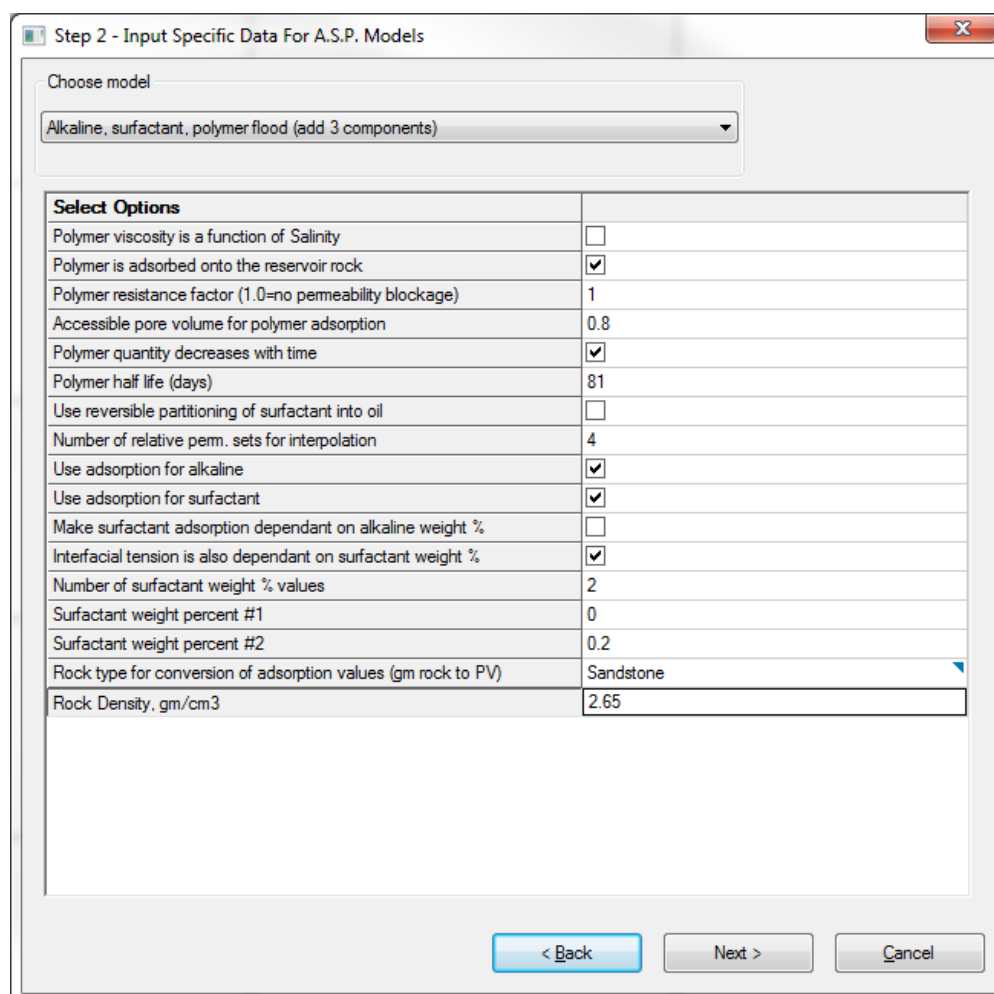 Step 2 - Input Specific Data For A.S.P. Models
Choose model
Alkaline, surfactant, polymer flood (add 3 components)
Select Options
Polymer viscosity is a function of Salinity
Polymer is adsorbed onto the reservoir rock
Polymer resistance factor (1.0=no permeability blockage) 1
Accessible pore volume for polymer adsorption 0.8
Polymer quantity decreases with time
Polymer half life (days) 81
Use reversible partitioning of surfactant into oil
Number of relative perm. sets for interpolation 4
Use adsorption for alkaline
Use adsorption for surfactant
Make surfactant adsorption dependant on alkaline weight %
Interfacial tension is also dependant on surfactant weight %
Number of surfactant weight % values 2
Surfactant weight percent #1 0
Surfactant weight percent #2 0.2
Rock type for conversion of adsorption values (gm rock to PV) Sandstone
Rock Density, gm/cm3 2.65
< Back Next > Cancel